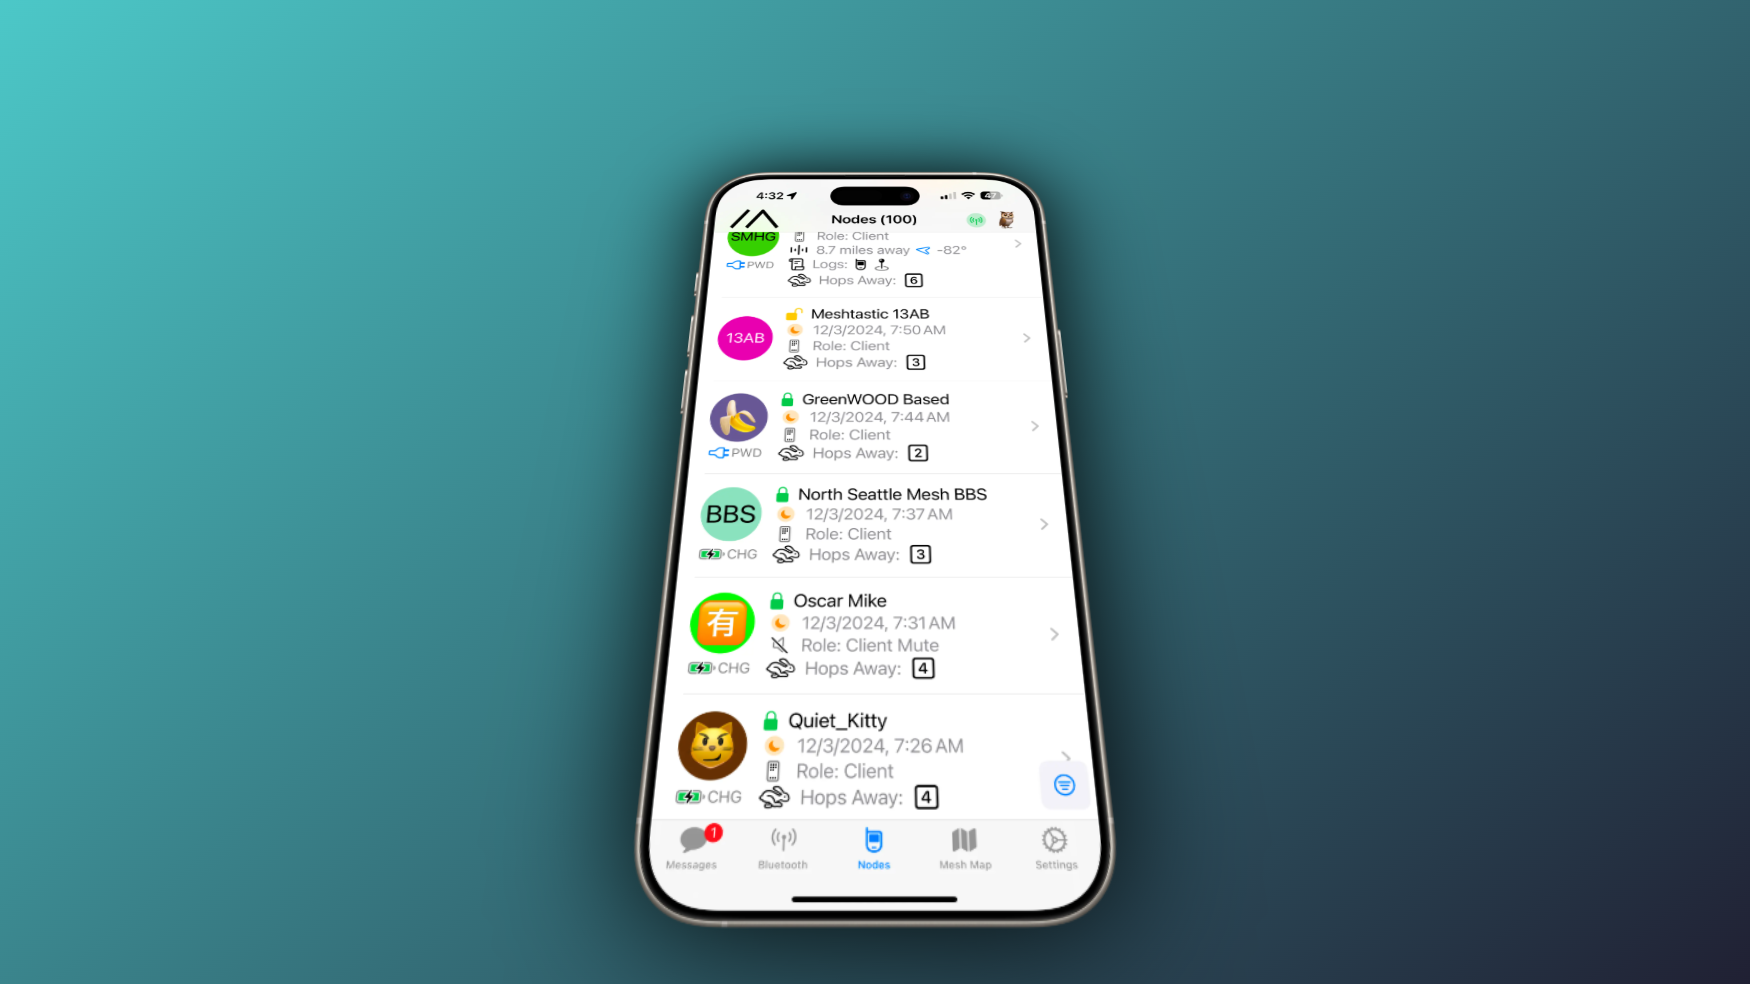 4:32
47
Nodes (100)
SMHG
Role: Client
8.7 miles away -82°
PWD
Logs:
Hops Away: 6
Meshtastic 13AB
13AB
12/3/2024, 7:50 AM
Role: Client
Hops Away: 3
GreenWOOD Based
12/3/2024, 7:44 AM
Role: Client
PWD
Hops Away: 2
North Seattle Mesh BBS
BBS
12/3/2024, 7:37 AM
Role: Client
CHG
Hops Away: 3
Oscar Mike
有
12/3/2024, 7:31 AM
Role: Client Mute
CHG
Hops Away: 4
Quiet_Kitty
12/3/2024, 7:26 AM
Role: Client
CHG
Hops Away: 4
1
Messages
Bluetooth
Nodes
Mesh Map
Settings